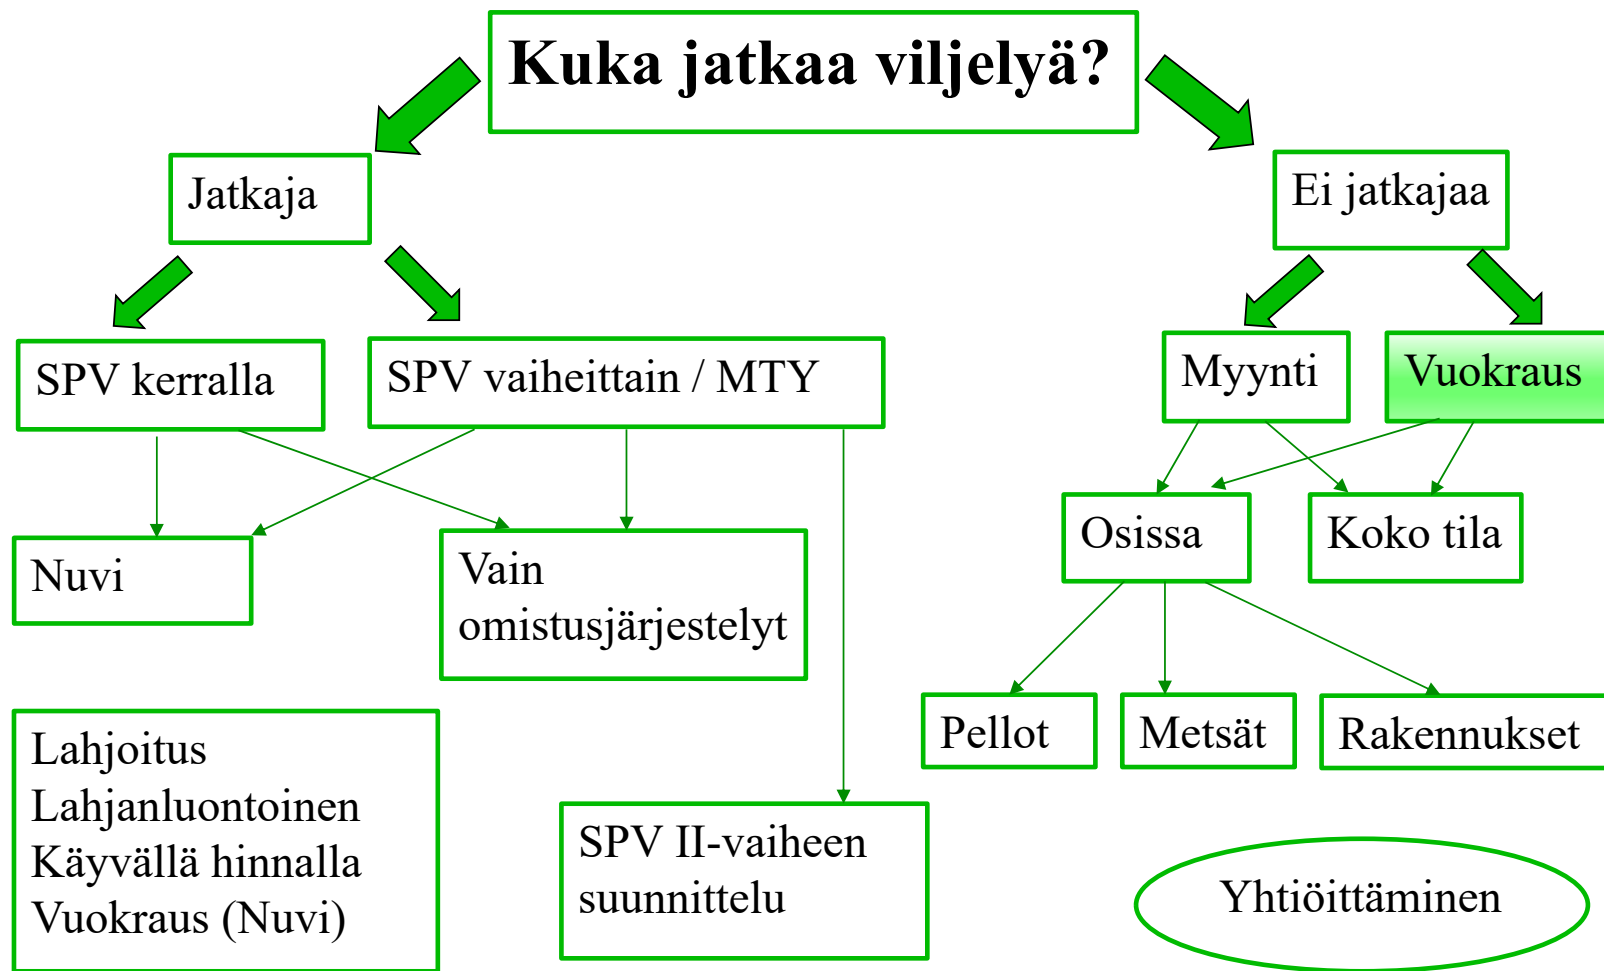 Kuka jatkaa viljelyä?
Jatkaja
Ei jatkajaa
SPV kerralla
SPV vaiheittain / MTY
Myynti
Vuokraus
Nuvi
Vain
omistusjärjestelyt
Osissa
Koko tila
Pellot
Metsät
Rakennukset
Lahjoitus
Lahjanluontoinen
Käyvällä hinnalla
Vuokraus (Nuvi)
SPV II-vaiheen
suunnittelu
Yhtiöittäminen